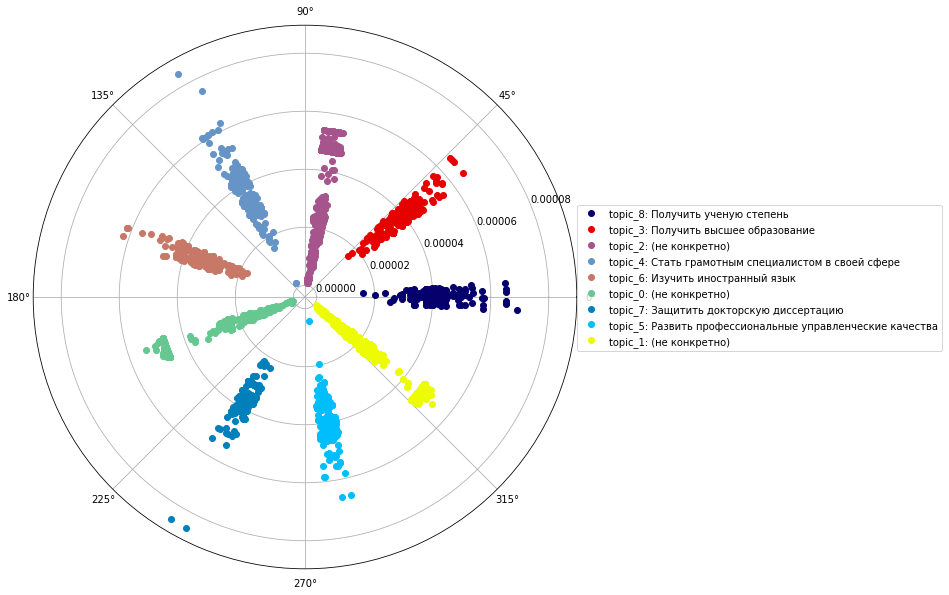 90°
135°
45°
0.00008
0.00006
0.00004
0.00002
0.00000
180°
225°
315°
270°
topic_8: Получить ученую степень
topic_3: Получить высшее образование
topic_2: (не конкретно)
topic_4: Стать грамотным специалистом в своей сфере
topic_6: Изучить иностранный язык
topic_0: (не конкретно)
topic_7: Защитить докторскую диссертацию
topic_5: Развить профессиональные управленческие качества
topic_1: (не конкретно)